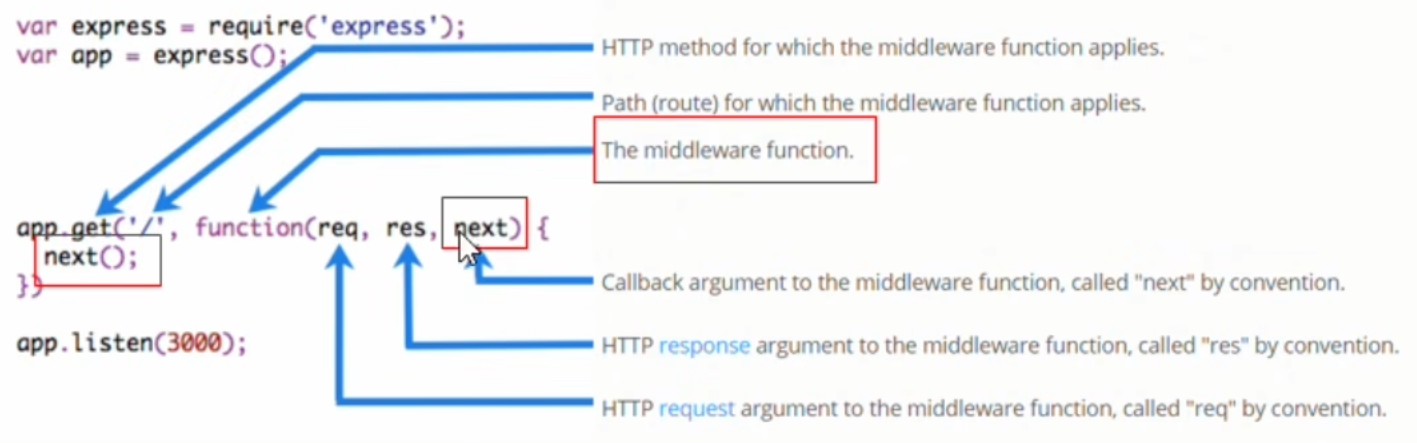 var express = require('express');
var app = express();
HTTP method for which the middleware function applies.
Path (route) for which the middleware function applies.
The middleware function.
app.get('/', function(req, res, next) {
next();
})
Callback argument to the middleware function, called "next" by convention.
app.listen(3000);
HTTP response argument to the middleware function, called "res" by convention.
HTTP request argument to the middleware function, called "req" by convention.